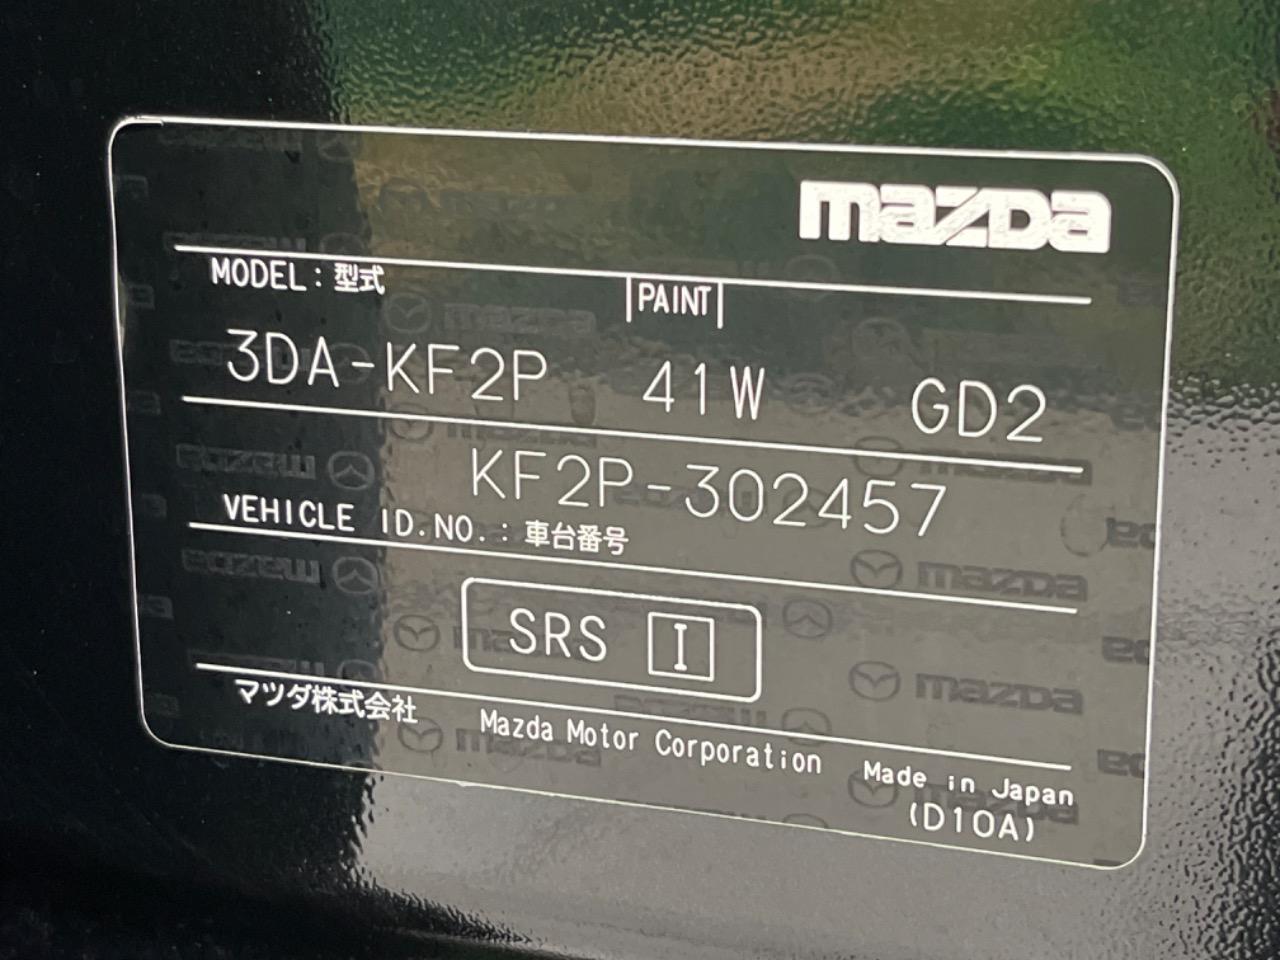 mazda
MODEL : 型式
PAINT
3DA-KF2P 41W GD2
KF2P-302457
VEHICLE ID.NO. : 車台番号
SRS I
マツダ株式会社 Mazda Motor Corporation Made in Japan
(D10A)